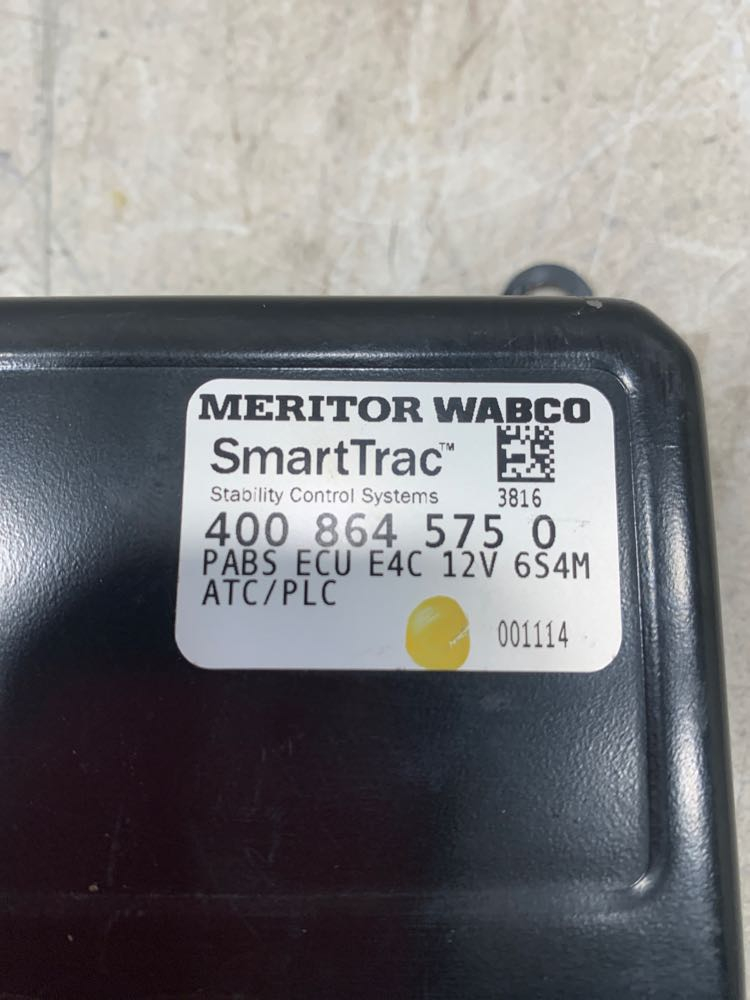 MERITOR WABCO
SmartTrac™
Stability Control Systems 3816
400 864 575 0
PABS ECU E4C 12V 6S4M
ATC/PLC
001114